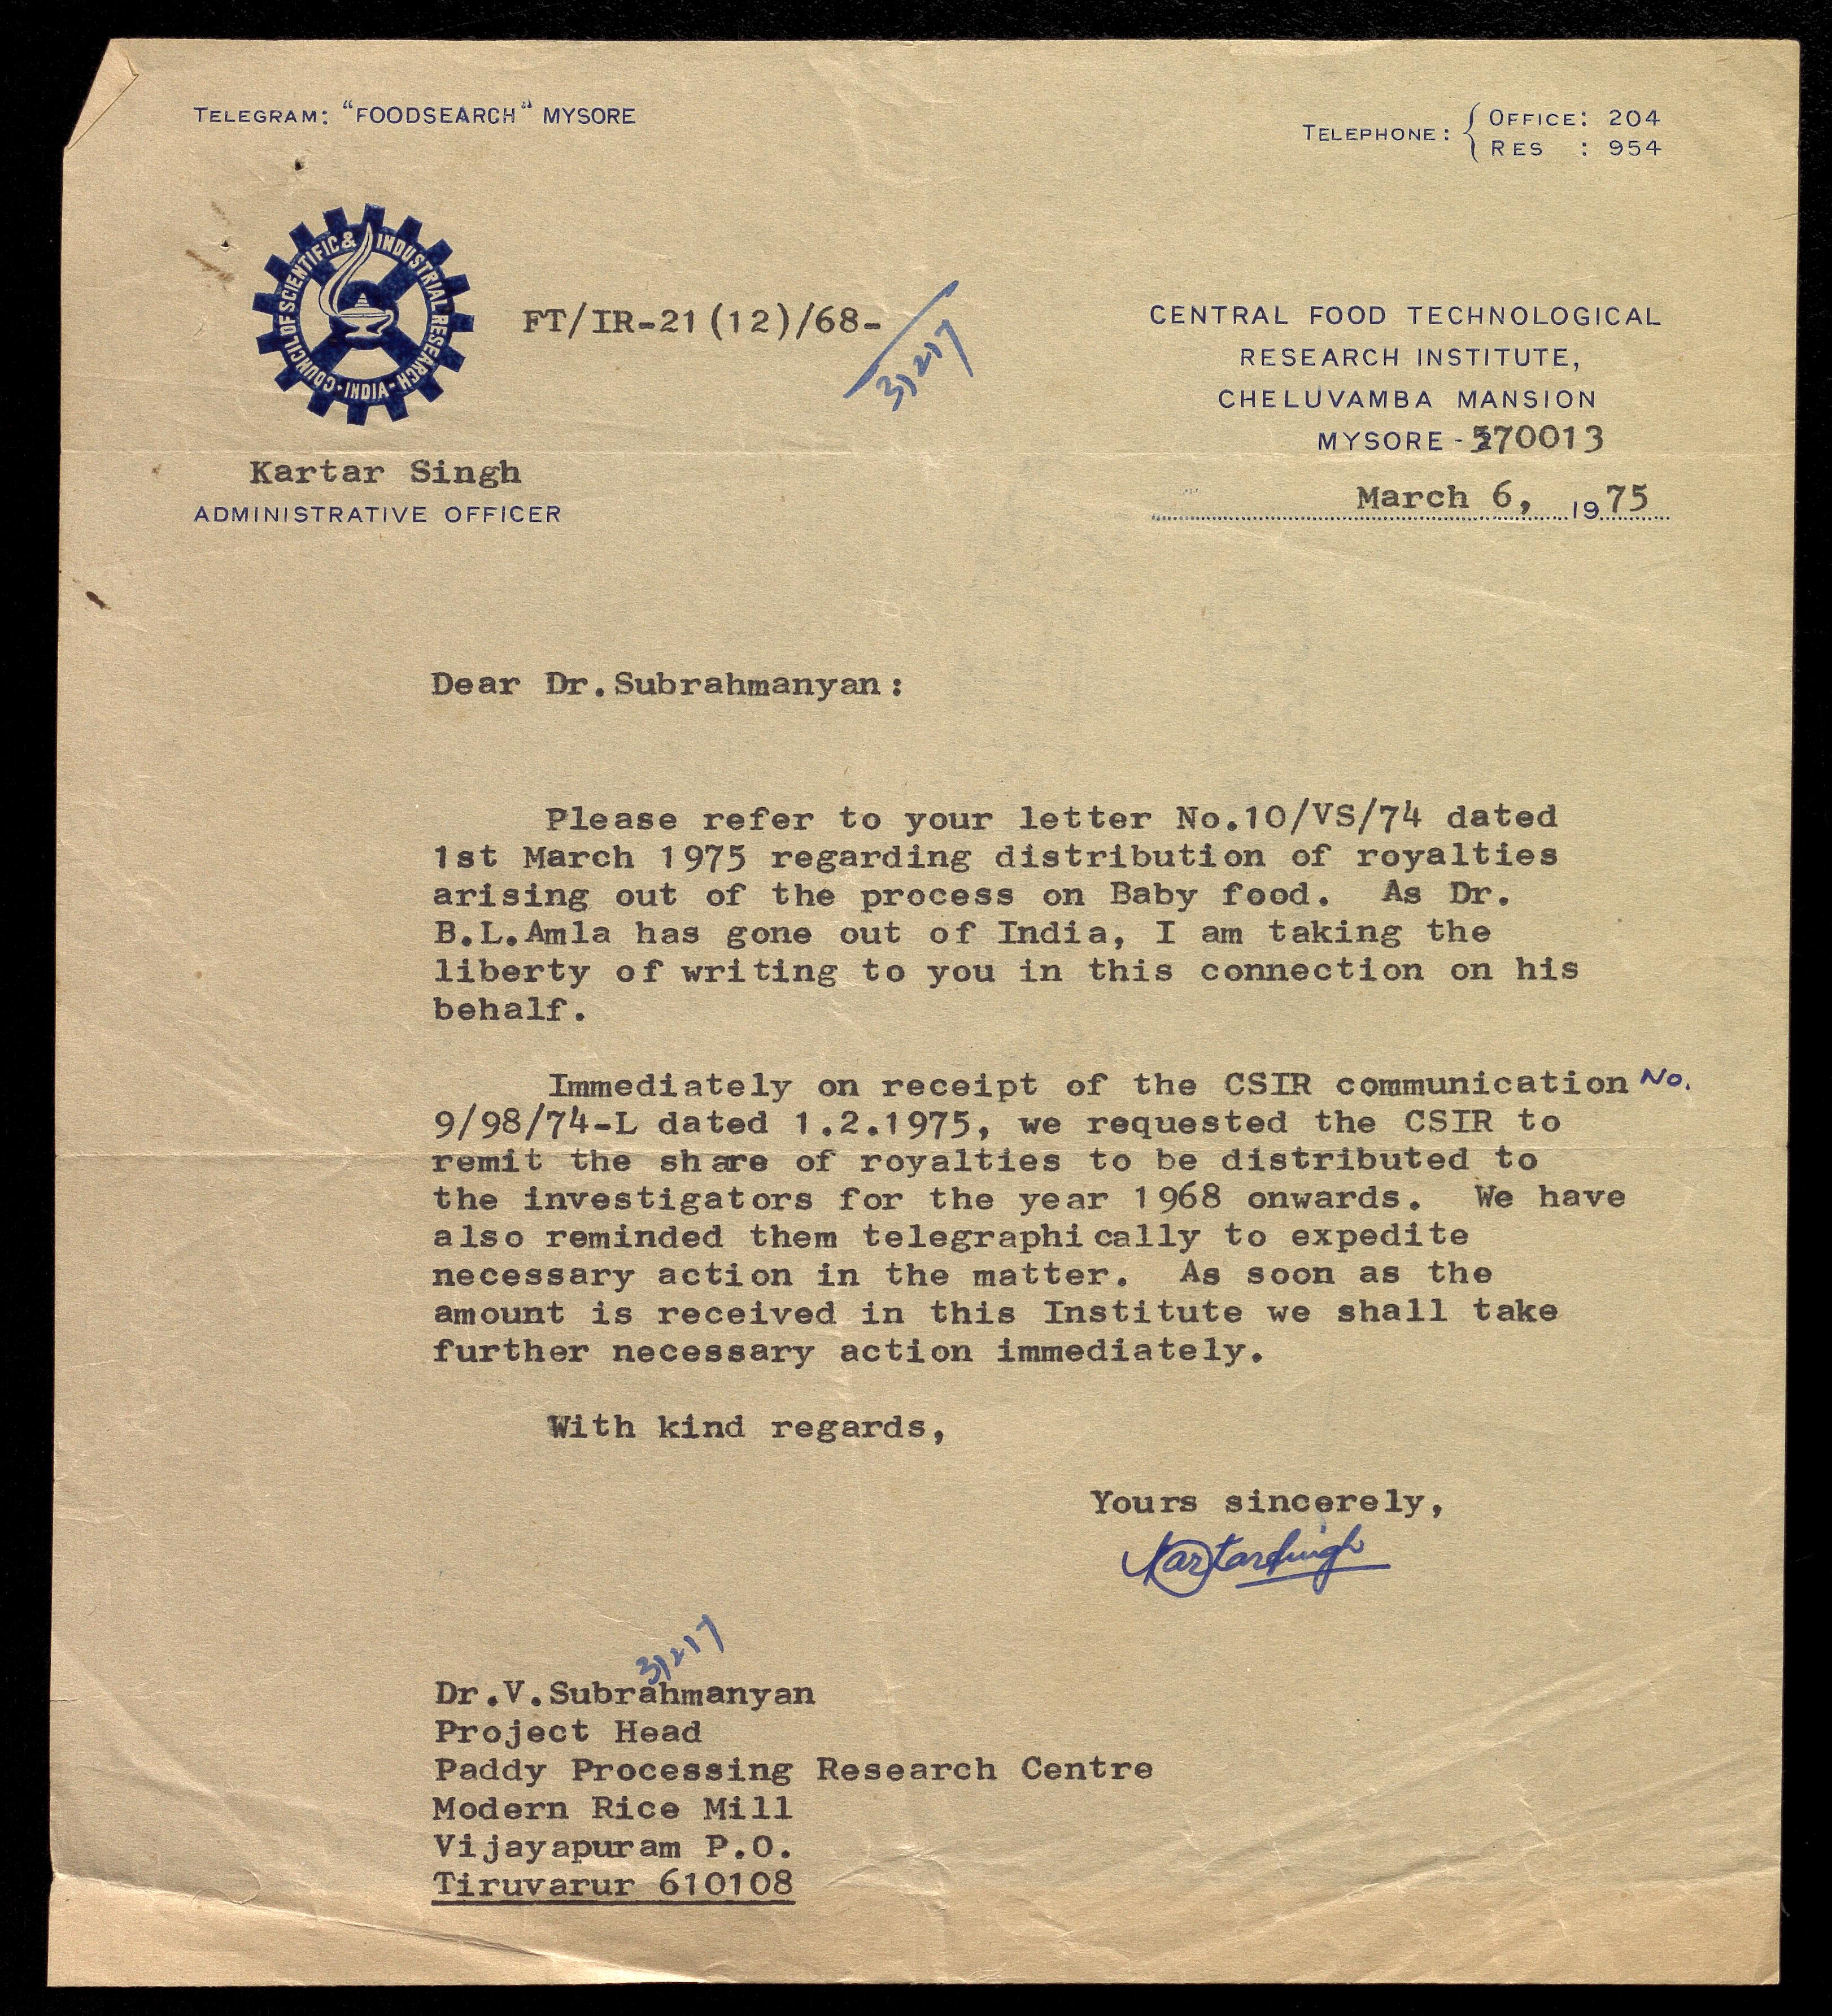 TELEGRAM: "FOODSEARCH" MYSORE
TELEPHONE: OFFICE: 204
RES : 954
COUNCIL OF SCIENTIFIC & INDUSTRIAL RESEARCH - INDIA -
FT/IR-21(12)/68-
31217
CENTRAL FOOD TECHNOLOGICAL
RESEARCH INSTITUTE,
CHELUVAMBA MANSION
MYSORE - 570013
Kartar Singh
ADMINISTRATIVE OFFICER
March 6, 1975
Dear Dr.Subrahmanyan:
Please refer to your letter No.10/VS/74 dated
1st March 1975 regarding distribution of royalties
arising out of the process on Baby food. As Dr.
B.L.Amla has gone out of India, I am taking the
liberty of writing to you in this connection on his
behalf.
Immediately on receipt of the CSIR communication No.
9/98/74-L dated 1.2.1975, we requested the CSIR to
remit the share of royalties to be distributed to
the investigators for the year 1968 onwards. We have
also reminded them telegraphically to expedite
necessary action in the matter. As soon as the
amount is received in this Institute we shall take
further necessary action immediately.
With kind regards,
Yours sincerely,
Kartar Singh
31217
Dr.V.Subrahmanyan
Project Head
Paddy Processing Research Centre
Modern Rice Mill
Vijayapuram P.O.
Tiruvarur 610108